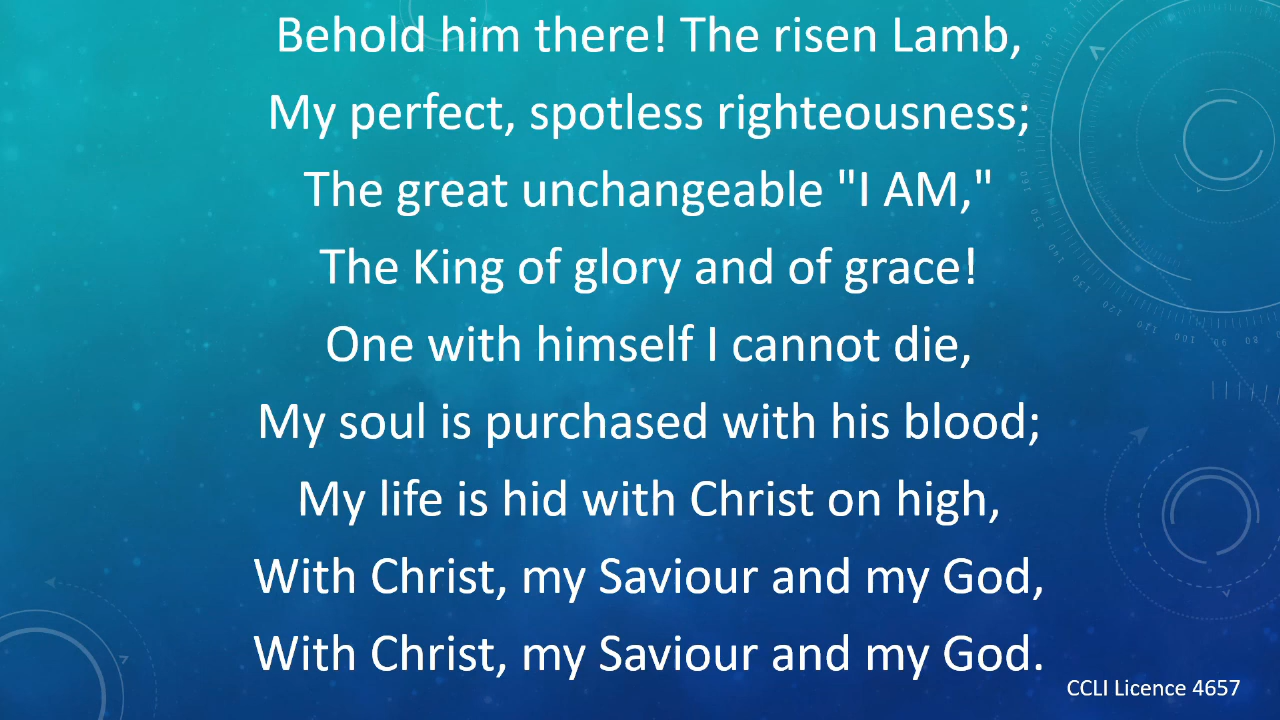 Behold him there! The risen Lamb,
My perfect, spotless righteousness;
The great unchangeable "I AM,"
The King of glory and of grace!
One with himself I cannot die,
My soul is purchased with his blood;
My life is hid with Christ on high,
With Christ, my Saviour and my God,
With Christ, my Saviour and my God.
CCLI Licence 4657